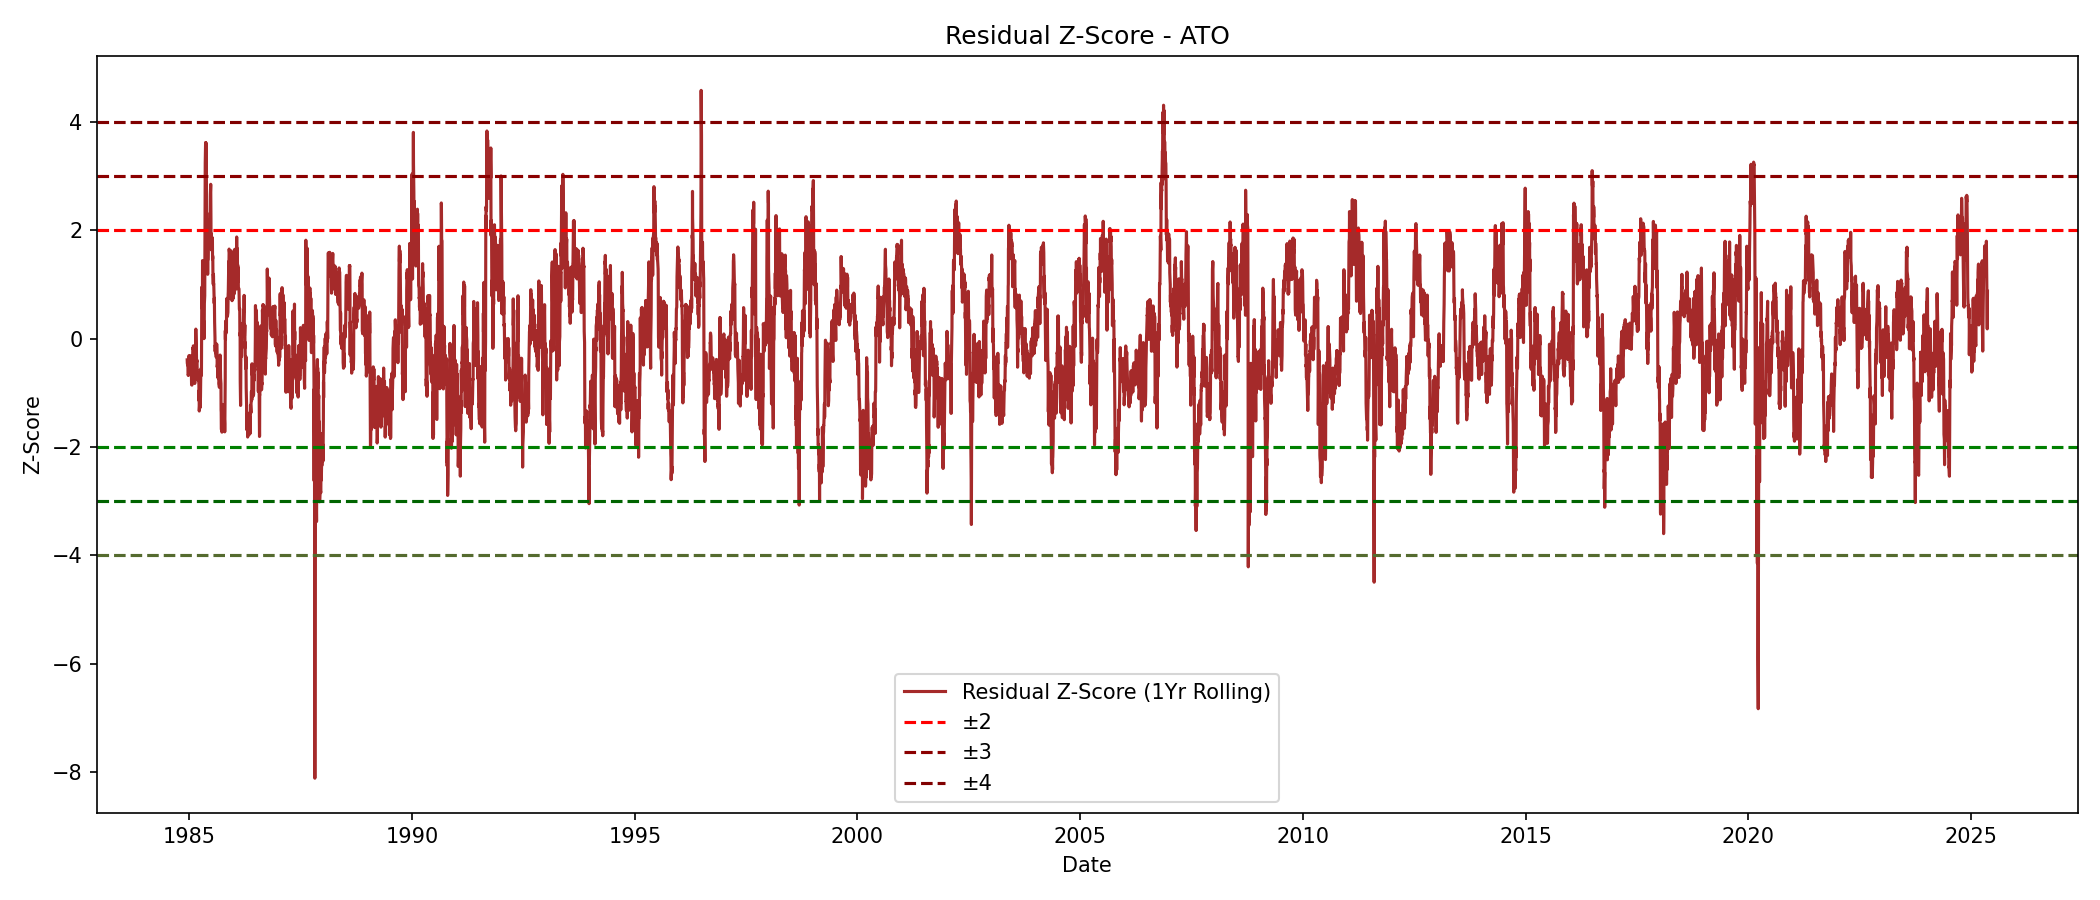 Residual Z-Score - ATO
4
2
0
−2
−4
−6
−8
Z-Score
Residual Z-Score (1Yr Rolling)
±2
±3
±4
1985 1990 1995 2000 2005 2010 2015 2020 2025
Date